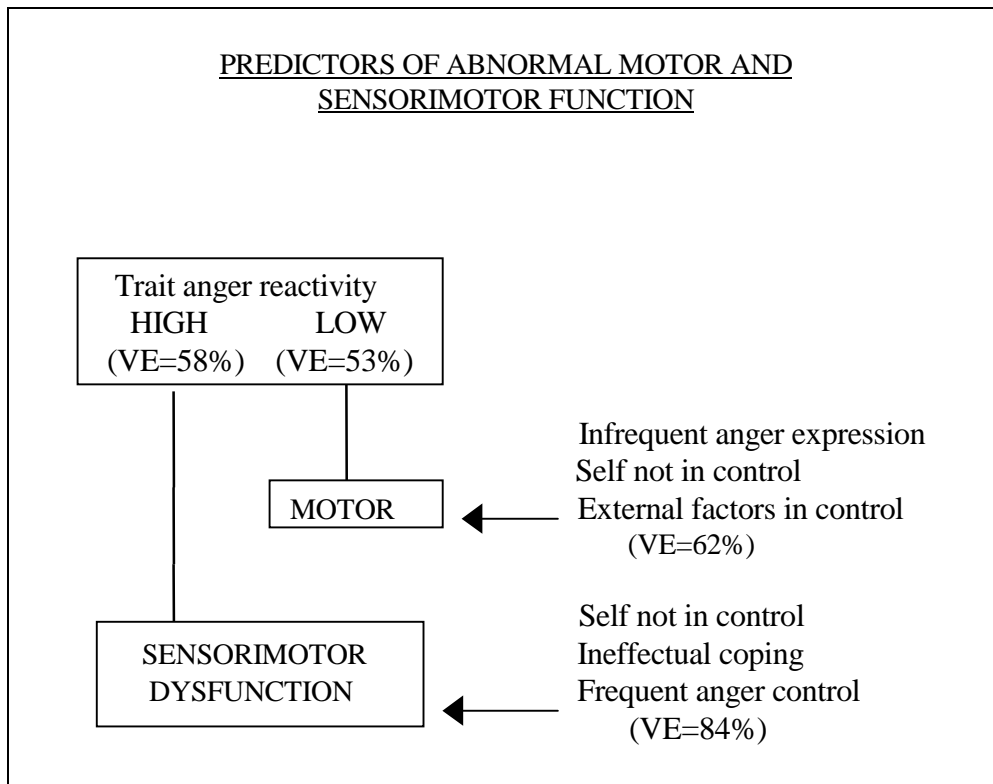 PREDICTORS OF ABNORMAL MOTOR AND
SENSORIMOTOR FUNCTION
Trait anger reactivity
HIGH LOW
(VE=58%) (VE=53%)
MOTOR
Infrequent anger expression
Self not in control
External factors in control
(VE=62%)
SENSORIMOTOR
DYSFUNCTION
Self not in control
Ineffectual coping
Frequent anger control
(VE=84%)